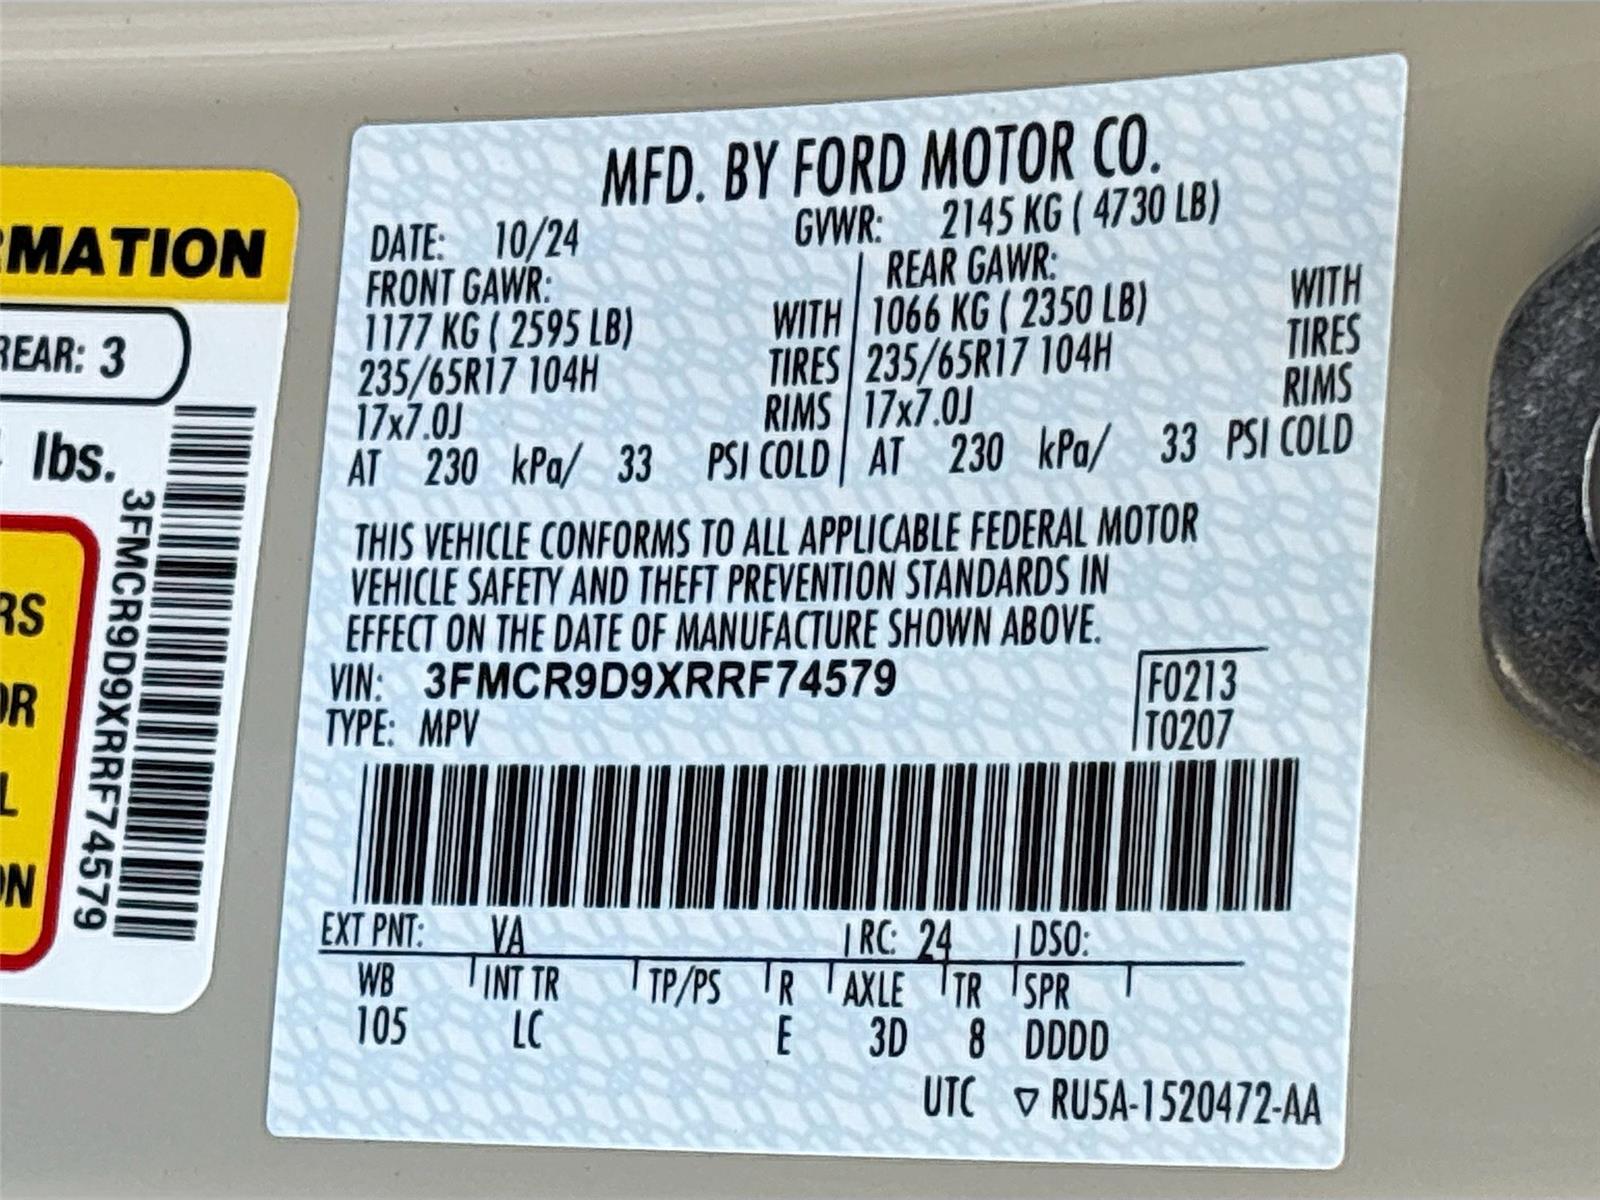 RMATION
REAR: 3
lbs.
3FMCR9D9XRRF74579
RS
OR
L
ON
MFD. BY FORD MOTOR CO.
DATE: 10/24 GVWR: 2145 KG ( 4730 LB)
FRONT GAWR: REAR GAWR:
1177 KG ( 2595 LB) WITH 1066 KG ( 2350 LB) WITH
235/65R17 104H TIRES 235/65R17 104H TIRES
17x7.0J RIMS 17x7.0J RIMS
AT 230 kPa/ 33 PSI COLD AT 230 kPa/ 33 PSI COLD
THIS VEHICLE CONFORMS TO ALL APPLICABLE FEDERAL MOTOR
VEHICLE SAFETY AND THEFT PREVENTION STANDARDS IN
EFFECT ON THE DATE OF MANUFACTURE SHOWN ABOVE.
VIN: 3FMCR9D9XRRF74579 F0213
TYPE: MPV T0207
EXT PNT: VA RC: 24 DSO:
WB INT TR TP/PS R AXLE TR SPR
105 LC E 3D 8 DDDD
UTC ▽ RU5A-1520472-AA